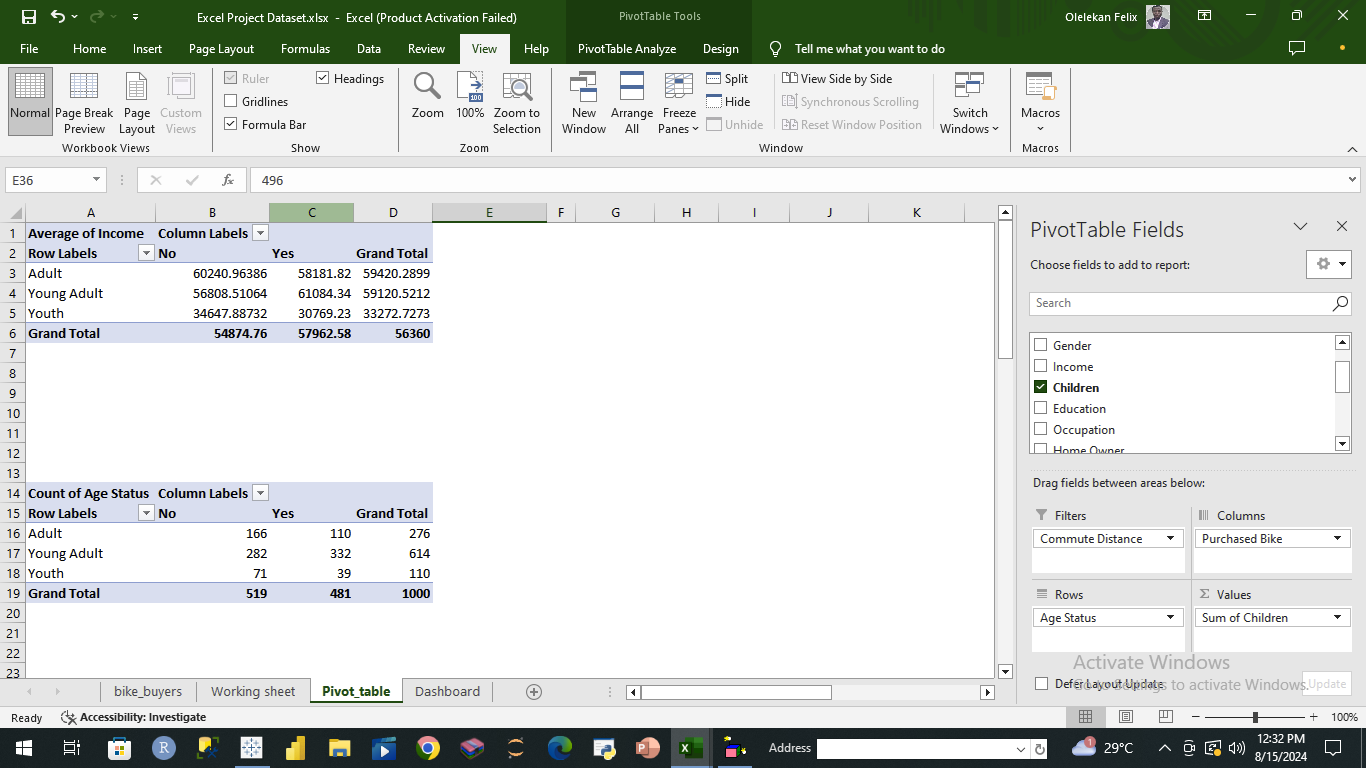 Excel Project Dataset.xlsx - Excel (Product Activation Failed)
PivotTable Tools
Olelekan Felix
File Home Insert Page Layout Formulas Data Review View Help PivotTable Analyze Design Tell me what you want to do
Normal
Page Break Preview
Page Layout
Custom Views
Workbook Views
Ruler
Gridlines
Formula Bar
Headings
Show
Zoom
100
100%
Zoom to Selection
Zoom
New Window
Arrange All
Freeze Panes
Split
Hide
Unhide
View Side by Side
Synchronous Scrolling
Reset Window Position
Switch Windows
Window
Macros
Macros
E36
fx
496
A B C D E F G H I J K
1 Average of Income Column Labels
2 Row Labels No Yes Grand Total
3 Adult 60240.96386 58181.82 59420.2899
4 Young Adult 56808.51064 61084.34 59120.5212
5 Youth 34647.88732 30769.23 33272.7273
6 Grand Total 54874.76 57962.58 56360
7
8
9
10
11
12
13
14 Count of Age Status Column Labels
15 Row Labels No Yes Grand Total
16 Adult 166 110 276
17 Young Adult 282 332 614
18 Youth 71 39 110
19 Grand Total 519 481 1000
20
21
22
23
PivotTable Fields
Choose fields to add to report:
Search
Gender
Income
Children
Education
Occupation
Home Owner
Drag fields between areas below:
Filters
Columns
Commute Distance
Purchased Bike
Rows
Σ Values
Age Status
Sum of Children
Activate Windows
Go to Settings to activate Windows.
Defer Layout Update
Update
bike_buyers Working sheet Pivot_table Dashboard
Ready Accessibility: Investigate
100%
R
P
X
Address
1
29°C
12:32 PM
8/15/2024